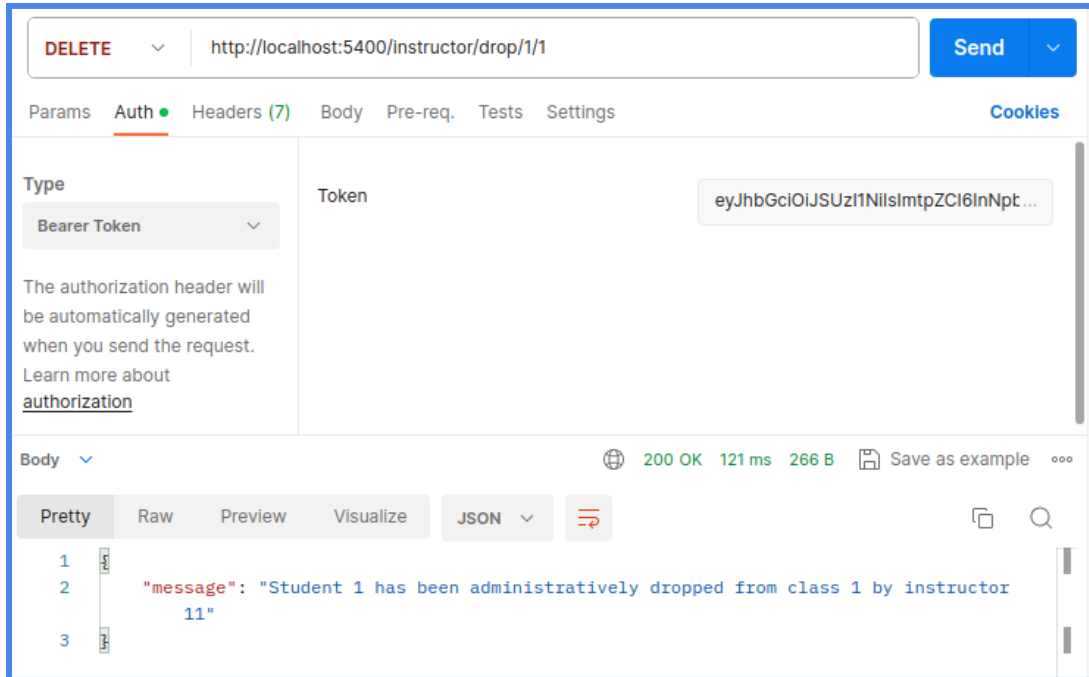 DELETE http://localhost:5400/instructor/drop/1/1 Send
Params Auth Headers (7) Body Pre-req. Tests Settings Cookies
Type
Bearer Token
The authorization header will
be automatically generated
when you send the request.
Learn more about
authorization
Token eyJhbGciOiJSUzI1NiIsImtpZCI6InNpt...
Body 200 OK 121 ms 266 B Save as example
Pretty Raw Preview Visualize JSON
1 {
2 "message": "Student 1 has been administratively dropped from class 1 by instructor
11"
3 }